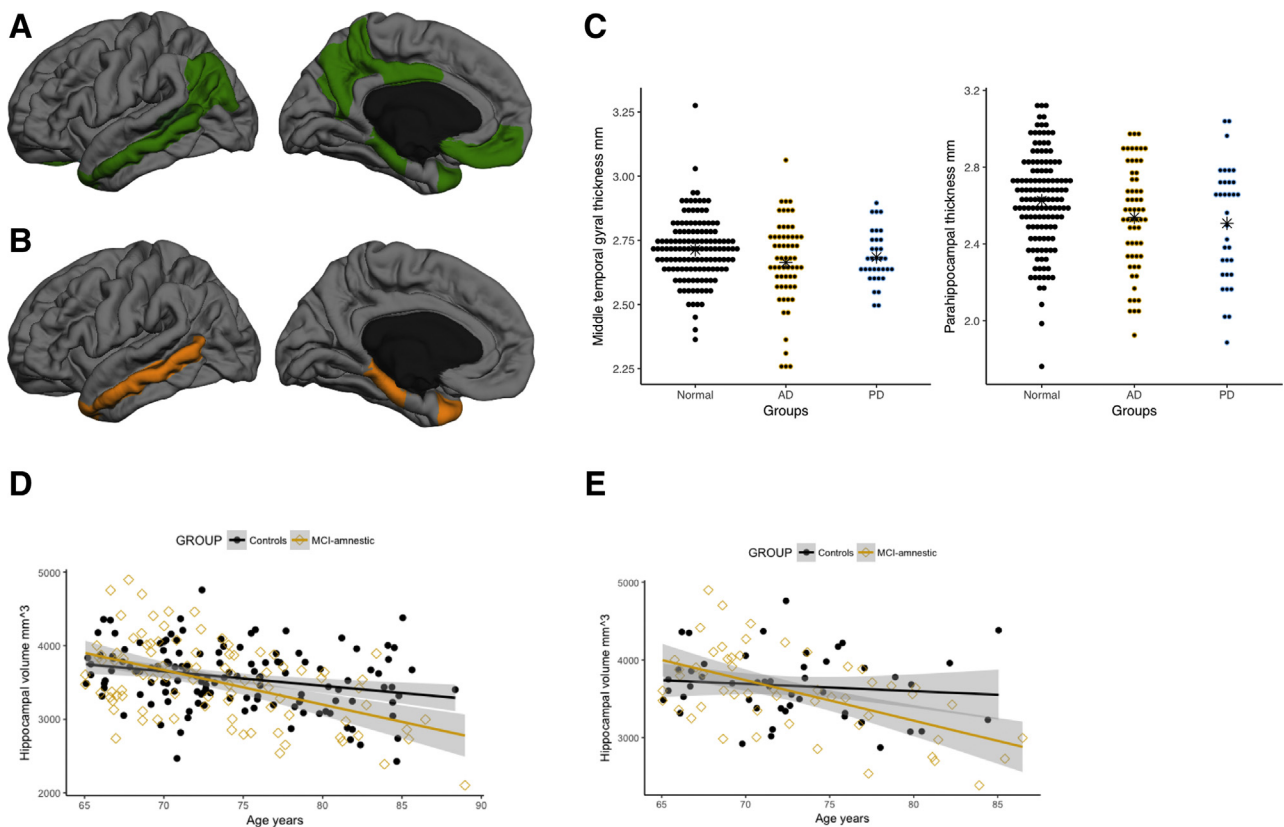 A
B
C
Middle temporal gyral thickness mm
3.25
3.00
2.75
2.50
2.25
Normal AD PD
Groups
Parahippocampal thickness mm
3.2
2.8
2.4
2.0
Normal AD PD
Groups
D
GROUP Controls MCI-amnestic
Hippocampal volume mm^3
5000
4000
3000
2000
65 70 75 80 85 90
Age years
E
GROUP Controls MCI-amnestic
Hippocampal volume mm^3
5000
4000
3000
65 70 75 80 85
Age years